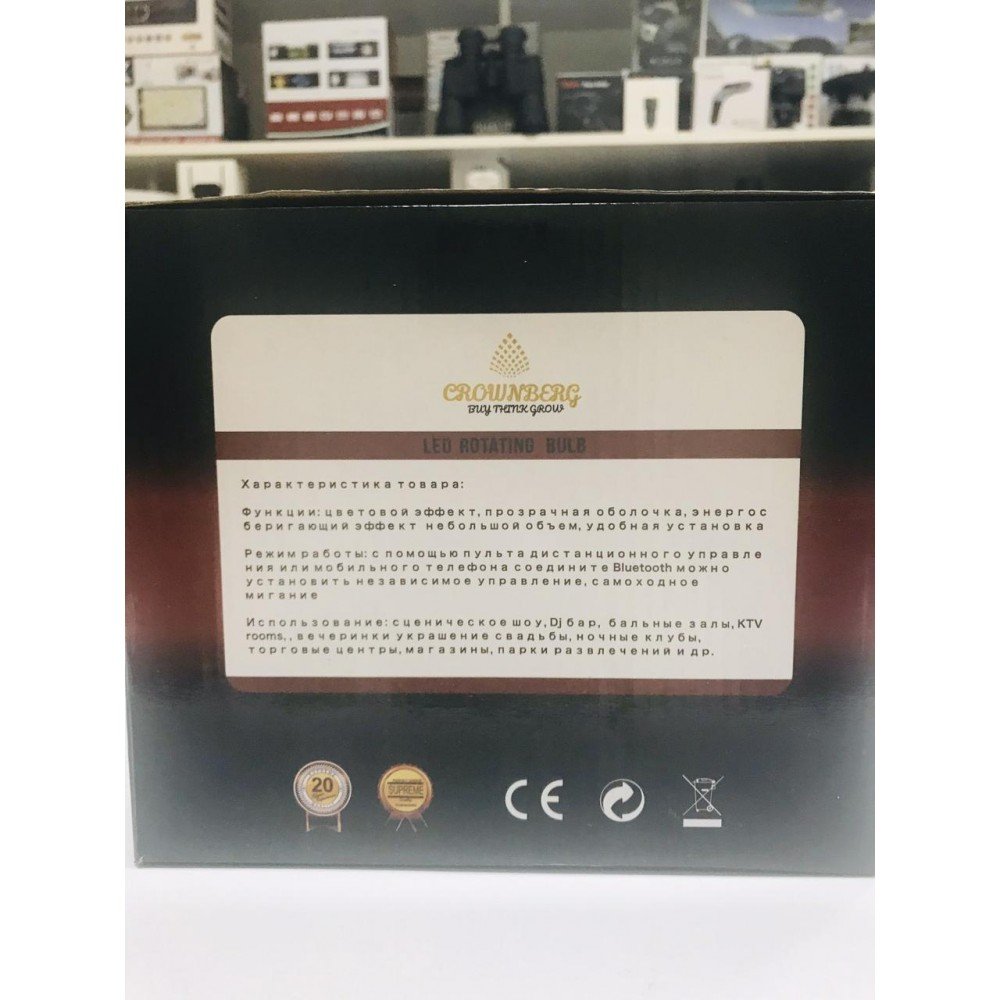 CROWNBERG
BUY THINK GROW
LED ROTATING BULB
Характеристика товара:
Функции: цветовой эффект, прозрачная оболочка, энергос
беригающий эффект небольшой объем, удобная установка
Режим работы: с помощью пульта дистанционного управле
ния или мобильного телефона соедините Bluetooth можно
установить независимое управление, самоходное
мигание
Использование: сценическое шоу, Dj бар, бальные залы, KTV
rooms,, вечеринки украшение свадьбы, ночные клубы,
торговые центры, магазины, парки развлечений и др.
20
SUPREME
CE